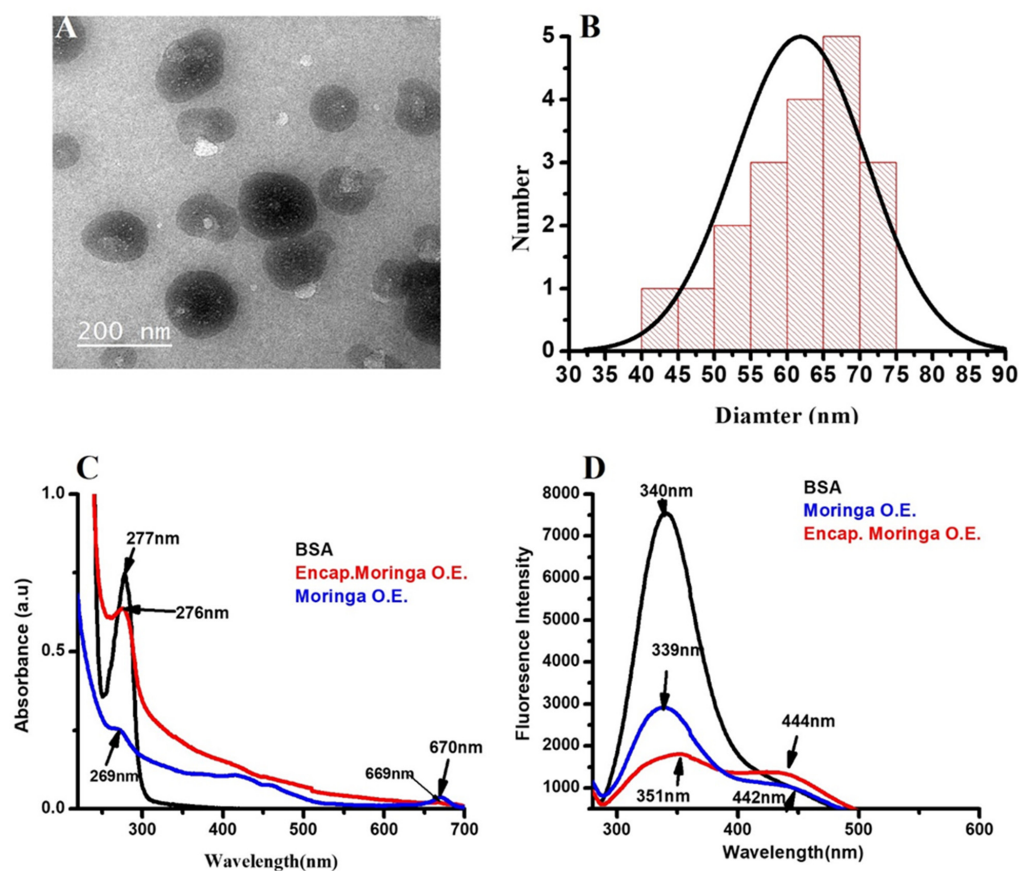 A
200 nm
B
5
4
3
2
1
0
Number
30 35 40 45 50 55 60 65 70 75 80 85 90
Diamter (nm)
C
1.0
0.5
0.0
Absorbance (a.u)
277nm
276nm
269nm
669nm
670nm
BSA
Encap.Moringa O.E.
Moringa O.E.
300 400 500 600 700
Wavelength(nm)
D
8000
7000
6000
5000
4000
3000
2000
1000
Fluoresence Intensity
340nm
339nm
444nm
351nm
442nm
BSA
Moringa O.E.
Encap. Moringa O.E.
300 400 500 600
Wavelength(nm)